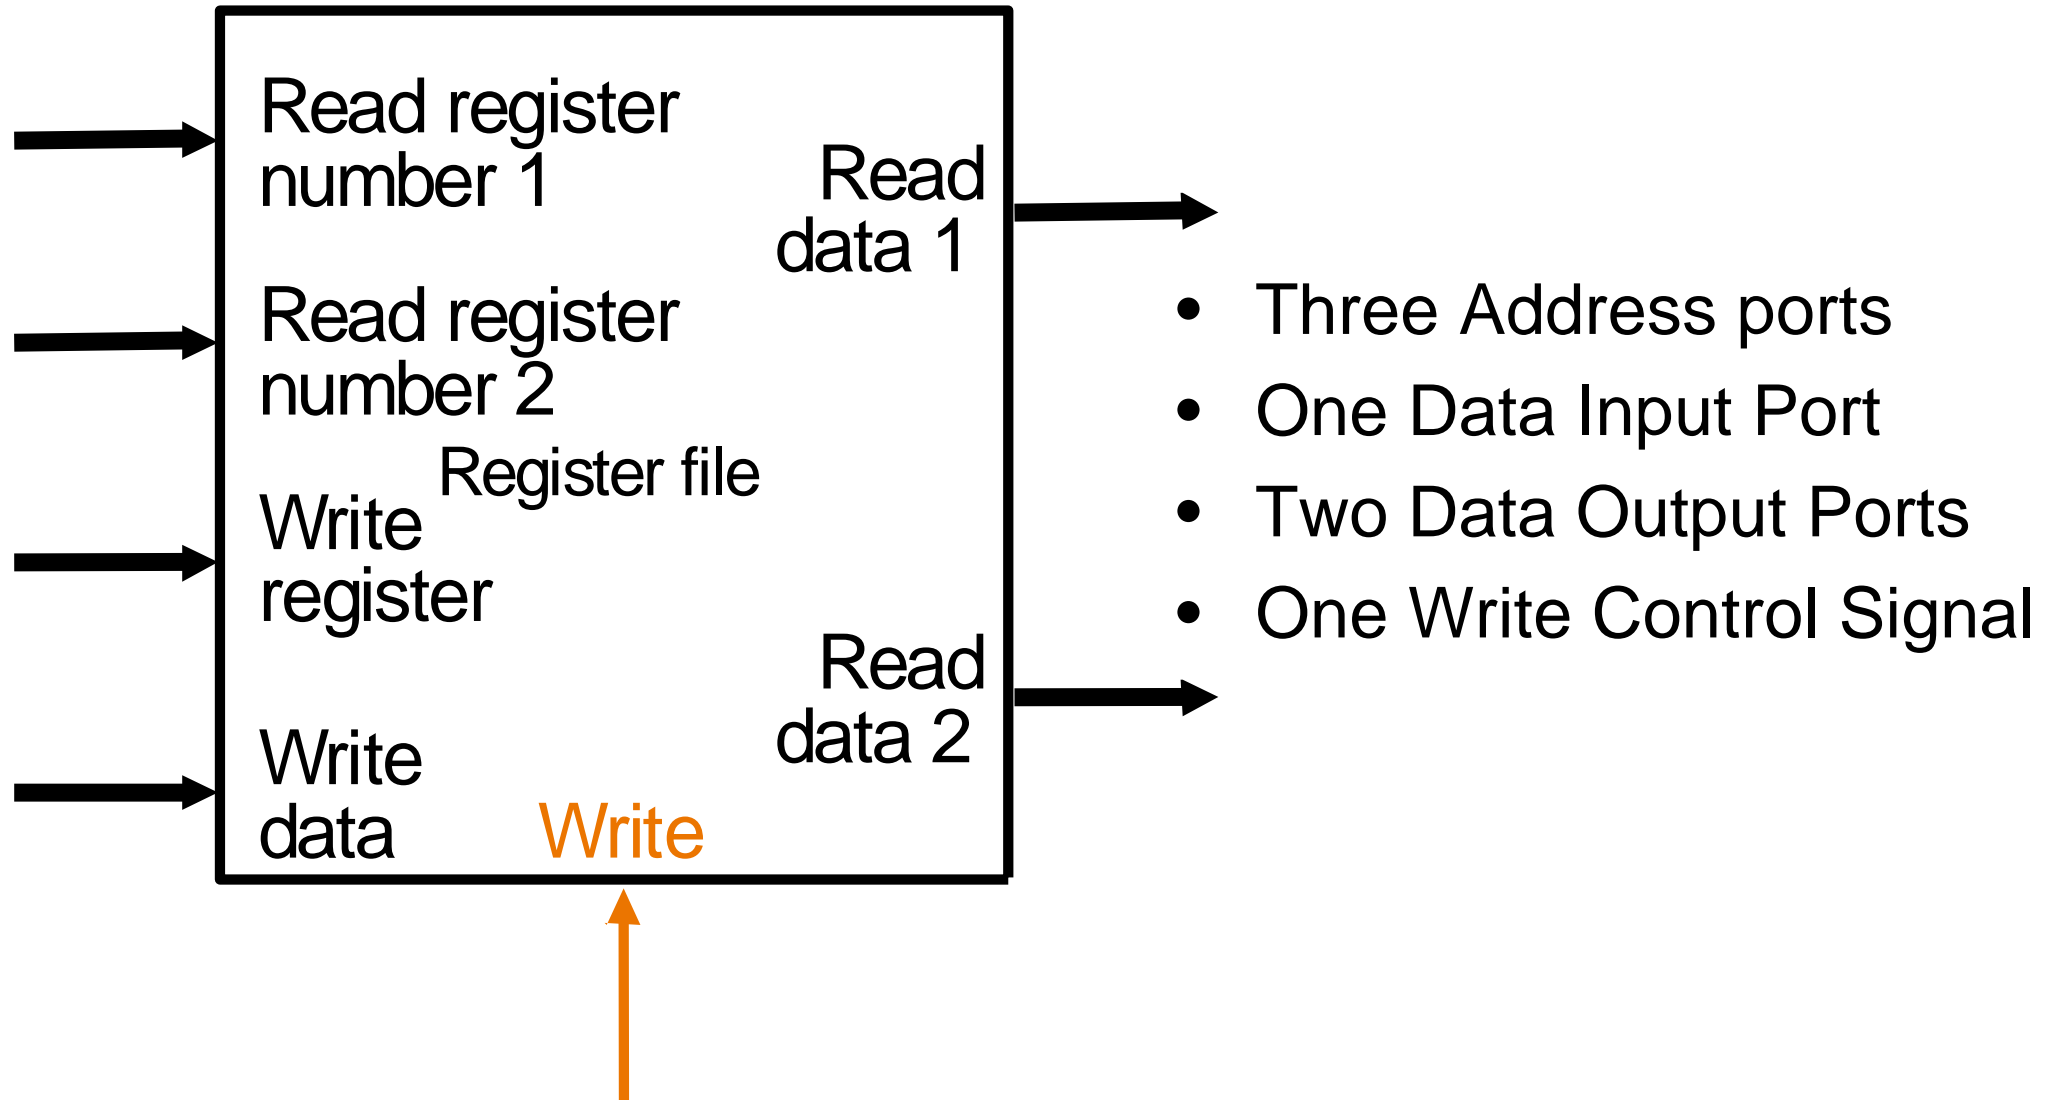 Read register
number 1
Read
data 1
Read register
number 2
Register file
Write
register
Read
data 2
Write
data
Write
• Three Address ports
• One Data Input Port
• Two Data Output Ports
• One Write Control Signal